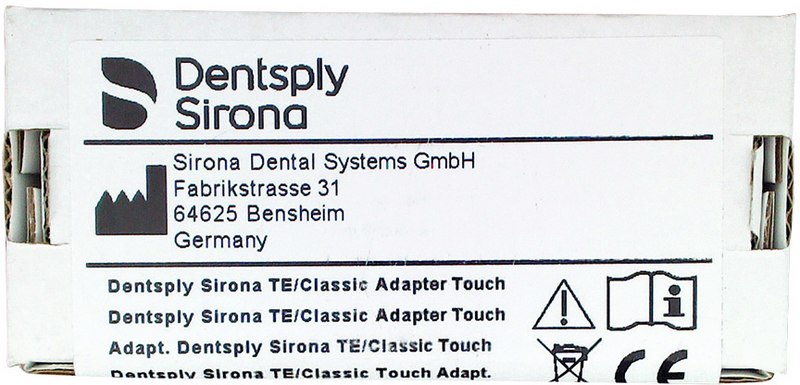 Dentsply
Sirona
Sirona Dental Systems GmbH
Fabrikstrasse 31
64625 Bensheim
Germany
Dentsply Sirona TE/Classic Adapter Touch
Dentsply Sirona TE/Classic Adapter Touch
Adapt. Dentsply Sirona TE/Classic Touch
Dentsply Sirona TE/Classic Touch Adapt.
CE